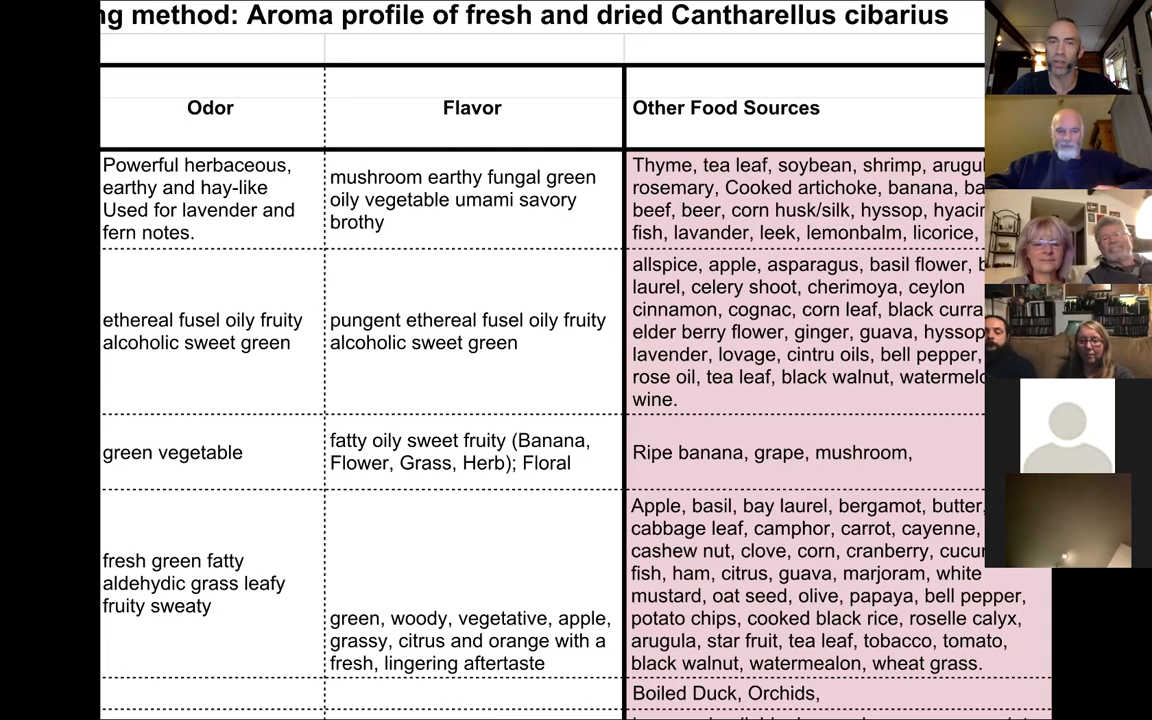 ng method: Aroma profile of fresh and dried Cantharellus cibarius
Odor
Flavor
Other Food Sources
Powerful herbaceous,
earthy and hay-like
Used for lavender and
fern notes.
mushroom earthy fungal green
oily vegetable umami savory
brothy
Thyme, tea leaf, soybean, shrimp, arugul
rosemary, Cooked artichoke, banana, ba
beef, beer, corn husk/silk, hyssop, hyacin
fish, lavander, leek, lemonbalm, licorice,
ethereal fusel oily fruity
alcoholic sweet green
pungent ethereal fusel oily fruity
alcoholic sweet green
allspice, apple, asparagus, basil flower, b
laurel, celery shoot, cherimoya, ceylon
cinnamon, cognac, corn leaf, black curra
elder berry flower, ginger, guava, hyssop
lavender, lovage, cintru oils, bell pepper,
rose oil, tea leaf, black walnut, watermelo
wine.
green vegetable
fatty oily sweet fruity (Banana,
Flower, Grass, Herb); Floral
Ripe banana, grape, mushroom,
fresh green fatty
aldehydic grass leafy
fruity sweaty
green, woody, vegetative, apple,
grassy, citrus and orange with a
fresh, lingering aftertaste
Apple, basil, bay laurel, bergamot, butter,
cabbage leaf, camphor, carrot, cayenne,
cashew nut, clove, corn, cranberry, cucum
fish, ham, citrus, guava, marjoram, white
mustard, oat seed, olive, papaya, bell pepper,
potato chips, cooked black rice, roselle calyx,
arugula, star fruit, tea leaf, tobacco, tomato,
black walnut, watermealon, wheat grass.
Boiled Duck, Orchids,